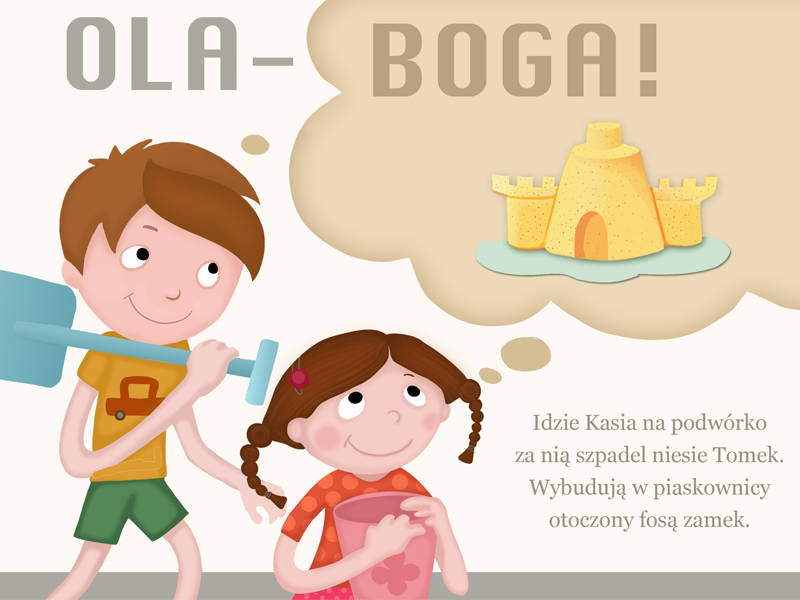 OLA-BOGA!
Idzie Kasia na podwórko
za nią szpadel niesie Tomek.
Wybudują w piaskownicy
otoczony fosą zamek.